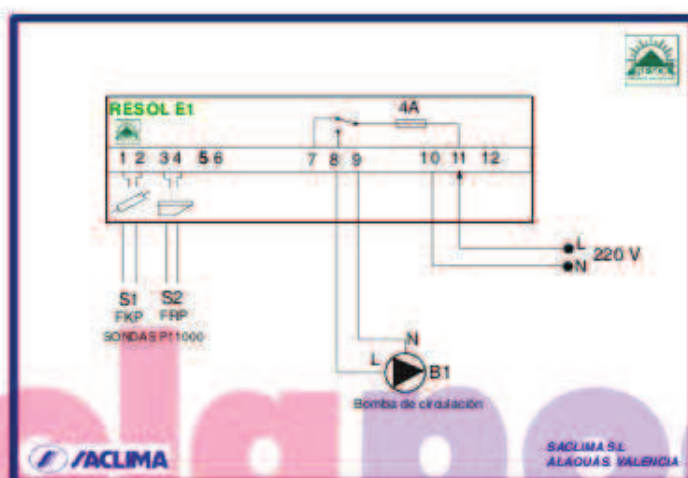 RESOL
RESOL E1
4A
1 2 3 4 5 6 7 8 9 10 11 12
L
220 V
N
S1 S2
FKP FRP
SONDAS PT1000
N
L
B1
Bomba de circulación
SACLIMA
SACLIMA S.L
ALAQUAS. VALENCIA